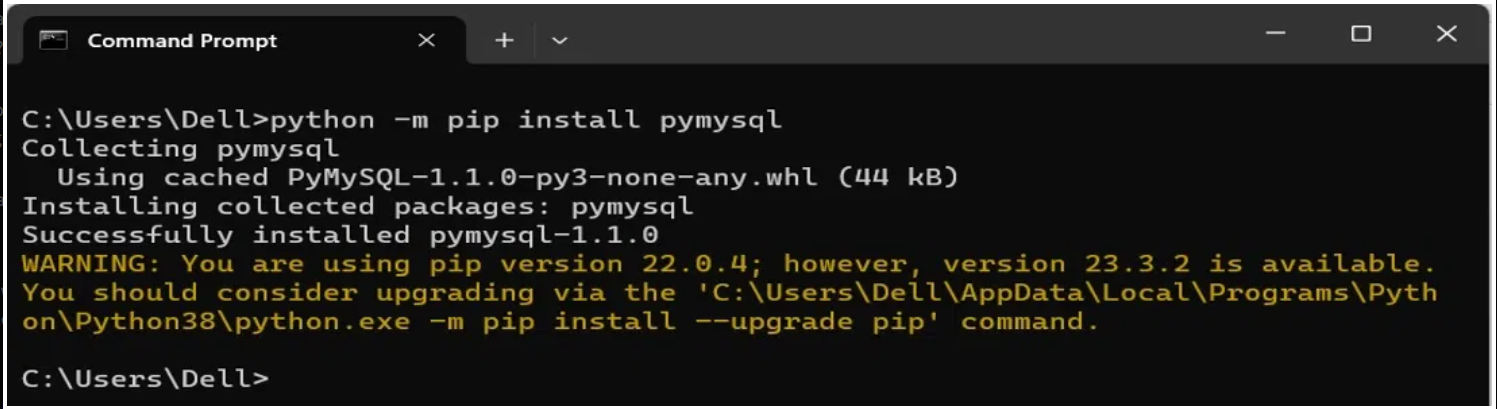 Command Prompt
C:\Users\Dell>python -m pip install pymysql
Collecting pymysql
  Using cached PyMySQL-1.1.0-py3-none-any.whl (44 kB)
Installing collected packages: pymysql
Successfully installed pymysql-1.1.0
WARNING: You are using pip version 22.0.4; however, version 23.3.2 is available.
You should consider upgrading via the 'C:\Users\Dell\AppData\Local\Programs\Pyth
on\Python38\python.exe -m pip install --upgrade pip' command.
C:\Users\Dell>